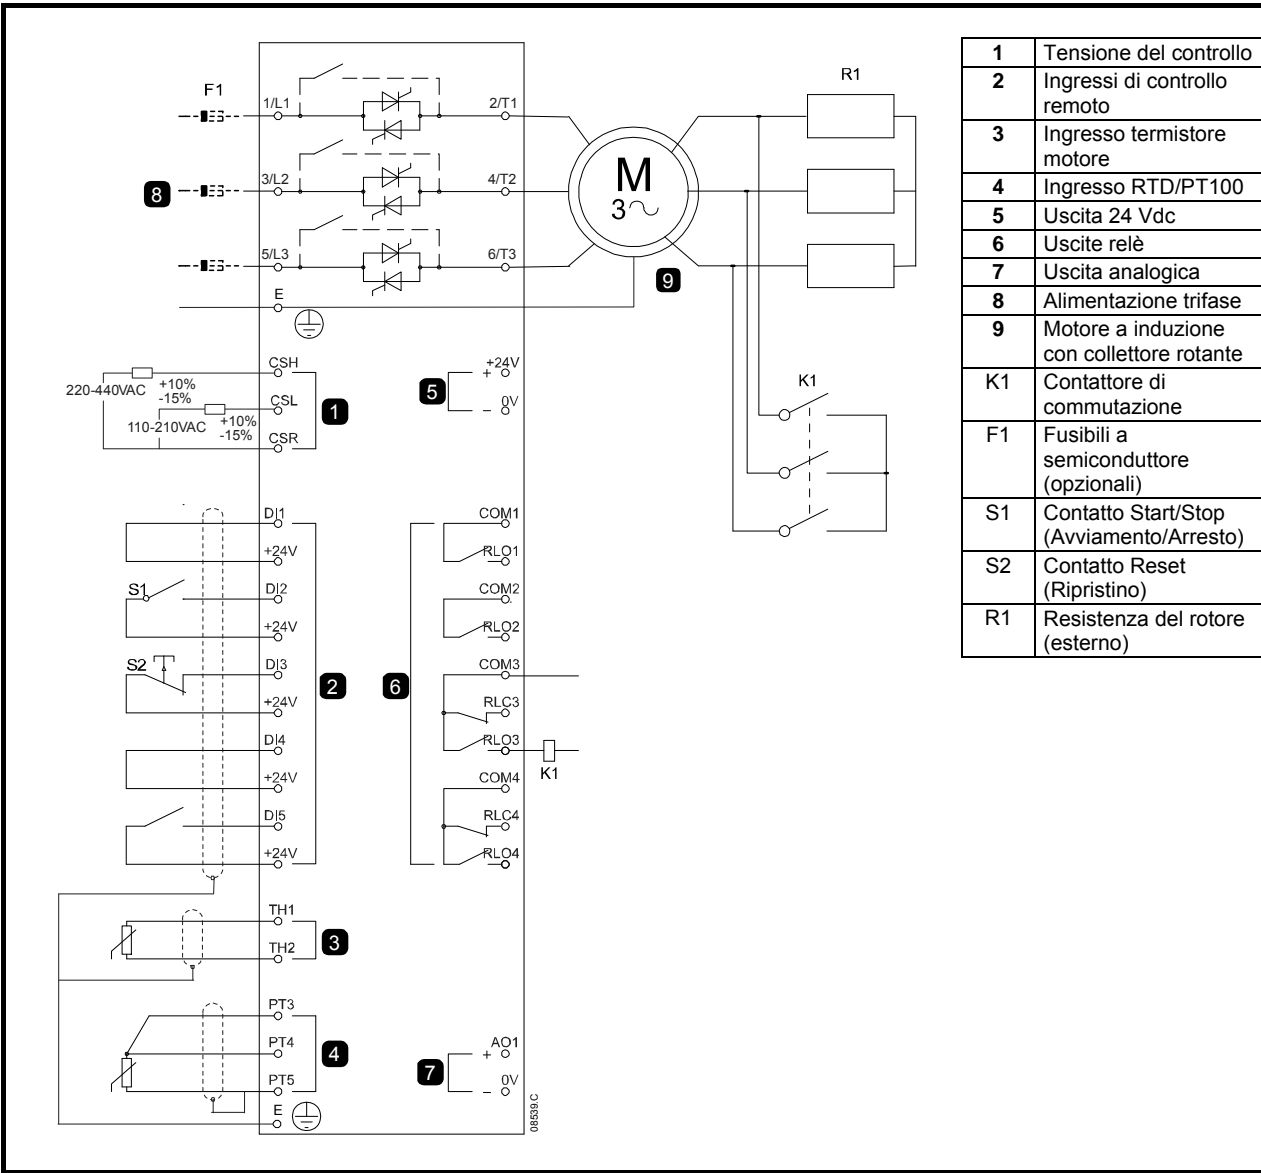 F1
1/L1
2/T1
3/L2
4/T2
8
5/L3
6/T3
E
M
3
9
R1
K1
CSH
220-440VAC
+10%
-15%
CSL
110-210VAC
+10%
-15%
CSR
1
+24V
+
5
0V
–
DI1
+24V
S1
DI2
+24V
S2
DI3
+24V
2
DI4
+24V
DI5
+24V
COM1
RLO1
COM2
RLO2
COM3
6
RLC3
RLO3
K1
COM4
RLC4
RLO4
TH1
TH2
3
PT3
PT4
4
PT5
E
AO1
+
7
0V
–
08539.C
1 Tensione del controllo
2 Ingressi di controllo
remoto
3 Ingresso termistore
motore
4 Ingresso RTD/PT100
5 Uscita 24 Vdc
6 Uscite relè
7 Uscita analogica
8 Alimentazione trifase
9 Motore a induzione
con collettore rotante
K1 Contattore di
commutazione
F1 Fusibili a
semiconduttore
(opzionali)
S1 Contatto Start/Stop
(Avviamento/Arresto)
S2 Contatto Reset
(Ripristino)
R1 Resistenza del rotore
(esterno)